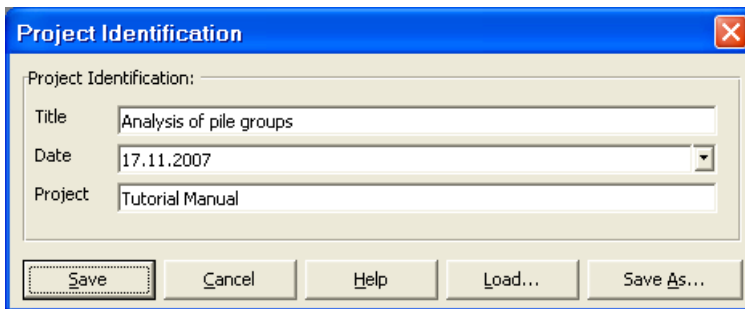 Project Identification
Project Identification:
Title Analysis of pile groups
Date 17.11.2007
Project Tutorial Manual
Save Cancel Help Load... Save As...